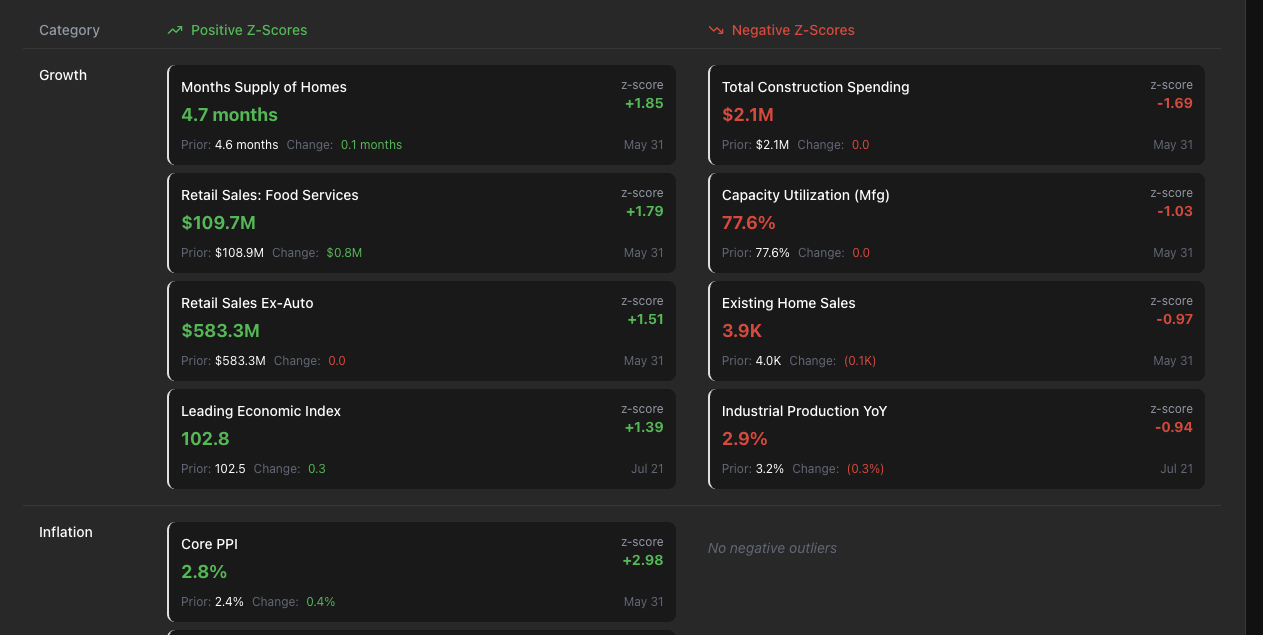 Category
Positive Z-Scores
Negative Z-Scores
Growth
Months Supply of Homes
z-score
4.7 months
+1.85
Prior: 4.6 months Change: 0.1 months
May 31
Total Construction Spending
z-score
$2.1M
-1.69
Prior: $2.1M Change: 0.0
May 31
Retail Sales: Food Services
z-score
$109.7M
+1.79
Prior: $108.9M Change: $0.8M
May 31
Capacity Utilization (Mfg)
z-score
77.6%
-1.03
Prior: 77.6% Change: 0.0
May 31
Retail Sales Ex-Auto
z-score
$583.3M
+1.51
Prior: $583.3M Change: 0.0
May 31
Existing Home Sales
z-score
3.9K
-0.97
Prior: 4.0K Change: (0.1K)
May 31
Leading Economic Index
z-score
102.8
+1.39
Prior: 102.5 Change: 0.3
Jul 21
Industrial Production YoY
z-score
2.9%
-0.94
Prior: 3.2% Change: (0.3%)
Jul 21
Inflation
Core PPI
z-score
2.8%
+2.98
Prior: 2.4% Change: 0.4%
May 31
No negative outliers